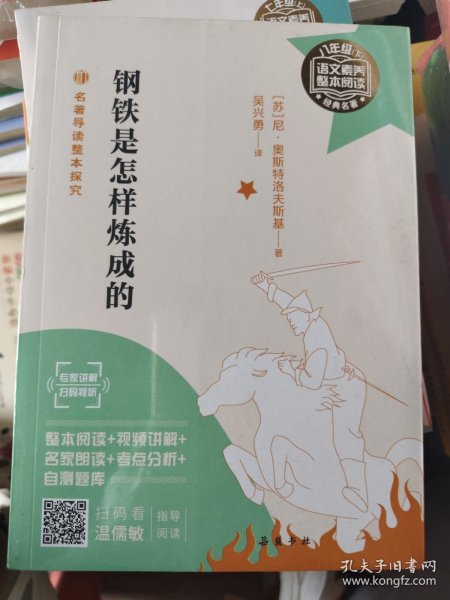 七年级(上)
八年级(下)
语文素养
整本阅读
经典名著
名著导读整本探究
钢铁是怎样炼成的
[苏]尼·奥斯特洛夫斯基——著
吴兴勇——译
专家讲解
扫码视听
整本阅读+视频讲解+
名家朗读+考点分析+
自测题库
扫码看
温儒敏
指导
阅读
岳麓书社
孔夫子旧书网
www.kongfz.com